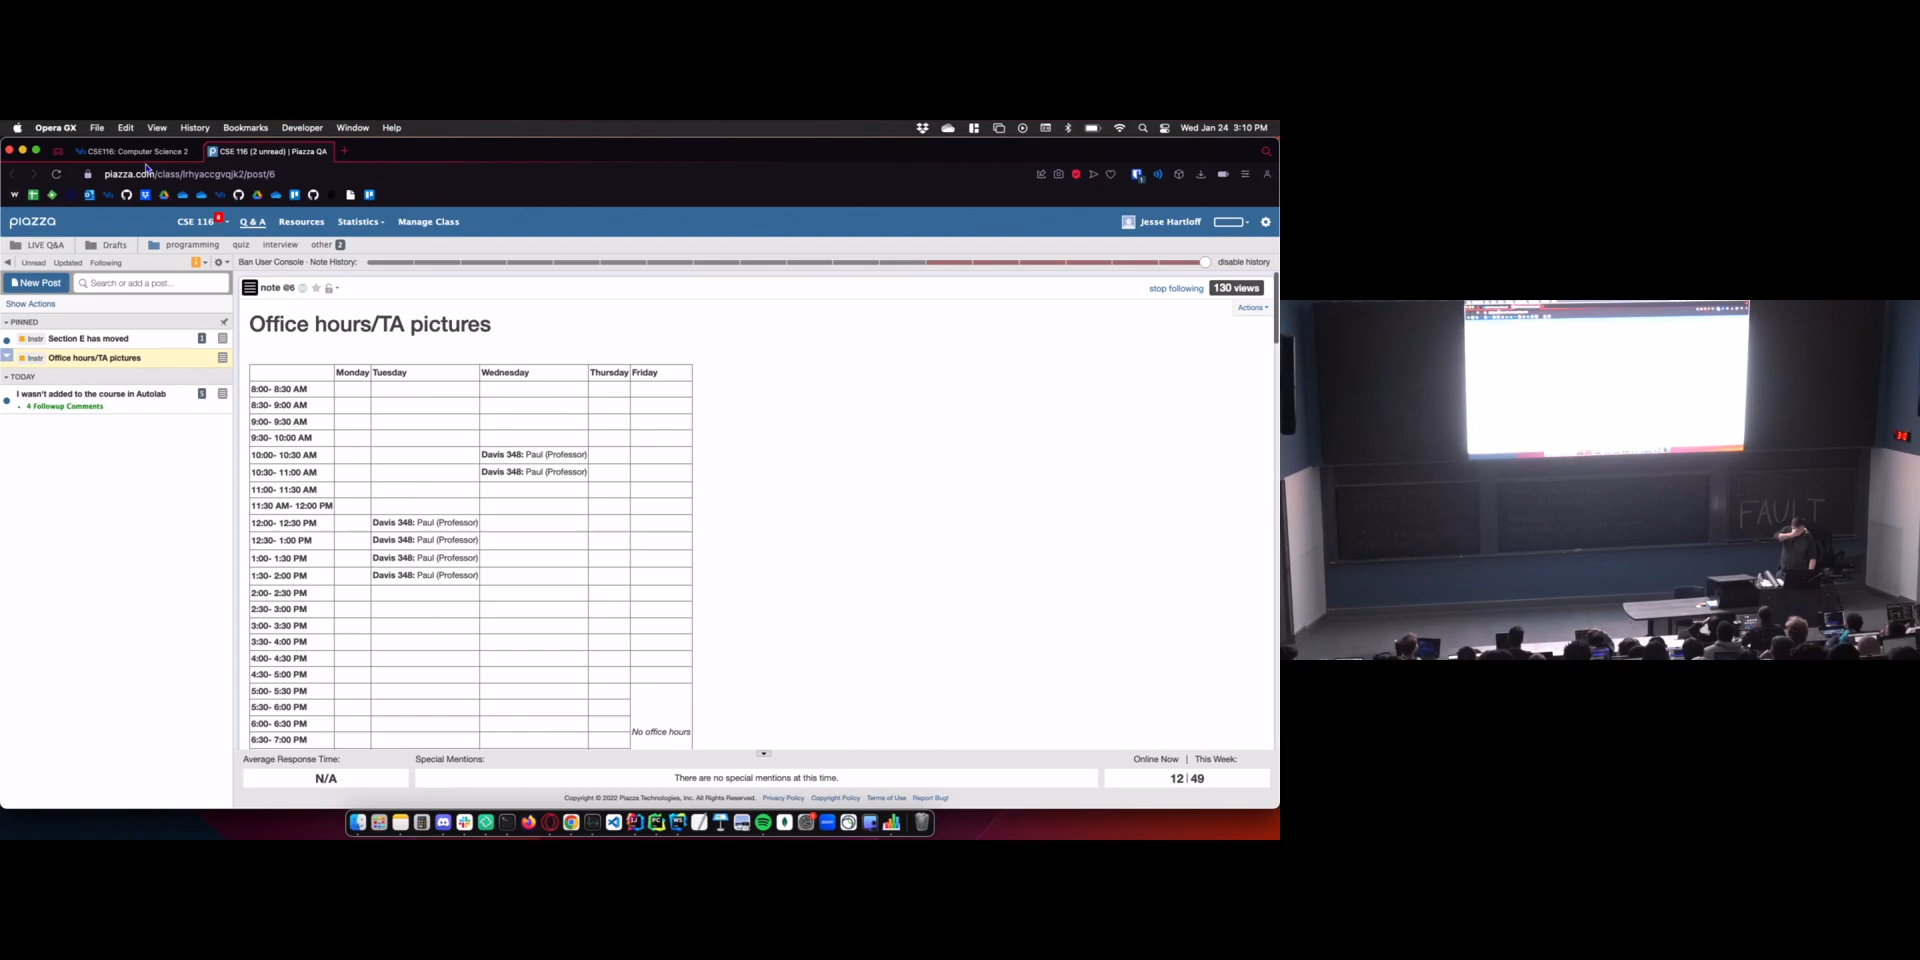 Opera GX File Edit View History Bookmarks Developer Window Help Wed Jan 24 3:10 PM
CSE116: Computer Science 2 CSE 116 (2 unread) | Piazza QA
piazza.com/class/lrhyaccgvqjk2/post/6
piazza CSE 116 8 Q & A Resources Statistics Manage Class Jesse Hartloff
LIVE Q&A Drafts programming quiz interview other 2
Unread Updated Following Ban User Console · Note History: disable history
New Post Search or add a post... note @6 stop following 130 views
Show Actions Actions
PINNED
Office hours/TA pictures
Instr Section E has moved 1
Instr Office hours/TA pictures
TODAY
I wasn't added to the course in Autolab 5
4 Followup Comments
Monday Tuesday Wednesday Thursday Friday
8:00- 8:30 AM
8:30- 9:00 AM
9:00- 9:30 AM
9:30- 10:00 AM
10:00- 10:30 AM Davis 348: Paul (Professor)
10:30- 11:00 AM Davis 348: Paul (Professor)
11:00- 11:30 AM
11:30 AM- 12:00 PM
12:00- 12:30 PM Davis 348: Paul (Professor)
12:30- 1:00 PM Davis 348: Paul (Professor)
1:00- 1:30 PM Davis 348: Paul (Professor)
1:30- 2:00 PM Davis 348: Paul (Professor)
2:00- 2:30 PM
2:30- 3:00 PM
3:00- 3:30 PM
3:30- 4:00 PM
4:00- 4:30 PM
4:30- 5:00 PM
5:00- 5:30 PM
5:30- 6:00 PM
6:00- 6:30 PM
6:30- 7:00 PM No office hours
Average Response Time: Special Mentions: Online Now | This Week:
N/A There are no special mentions at this time. 12 | 49
Copyright © 2022 Piazza Technologies, Inc. All Rights Reserved. Privacy Policy Copyright Policy Terms of Use Report Bug!
FAULT